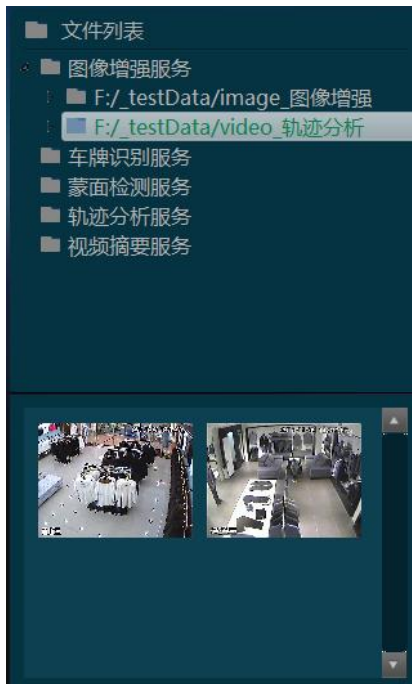 文件列表
图像增强服务
F:/_testData/image_图像增强
F:/_testData/video_轨迹分析
车牌识别服务
蒙面检测服务
轨迹分析服务
视频摘要服务